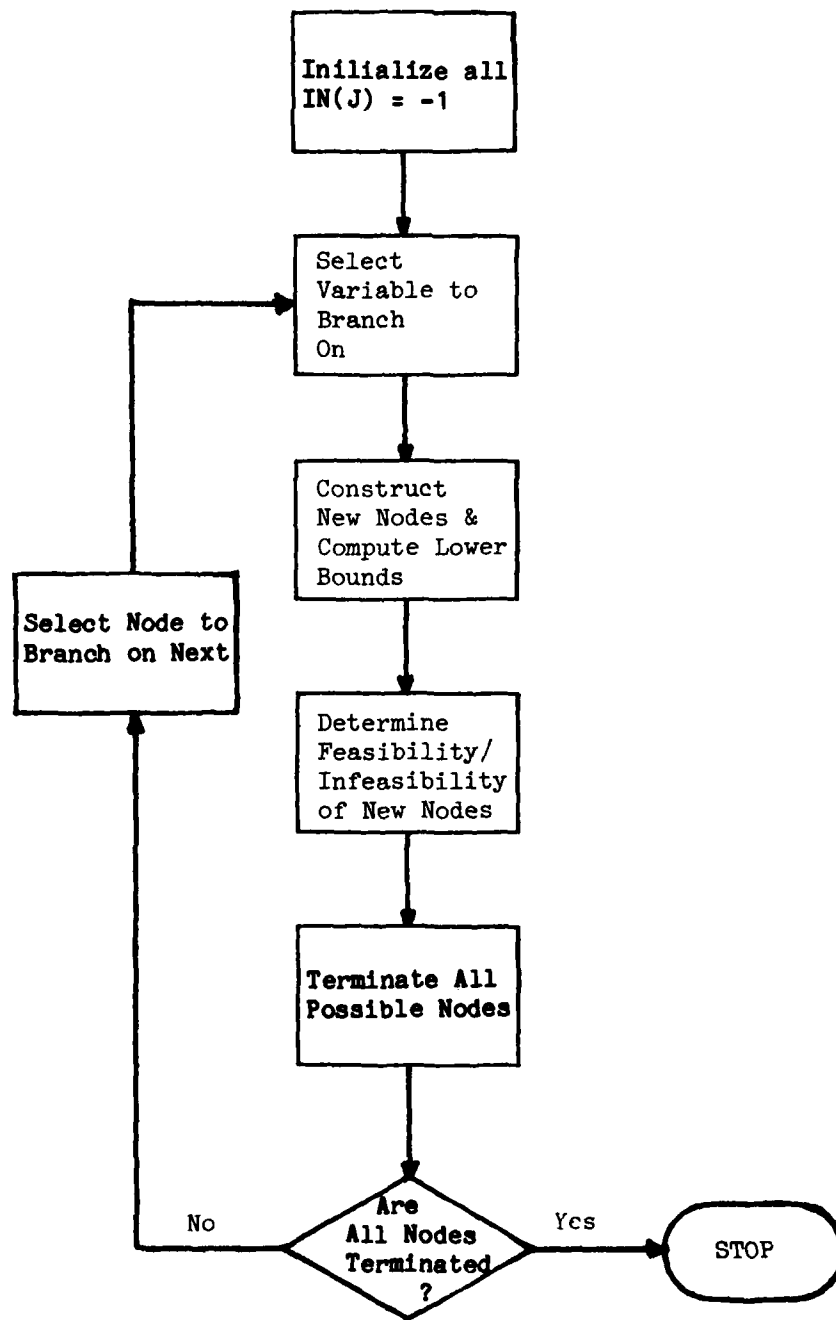 Inilialize all
IN(J) = -1
Select
Variable to
Branch
On
Construct
New Nodes &
Compute Lower
Bounds
Select Node to
Branch on Next
Determine
Feasibility/
Infeasibility
of New Nodes
Terminate All
Possible Nodes
Are
All Nodes
Terminated
?
No
Yes
STOP